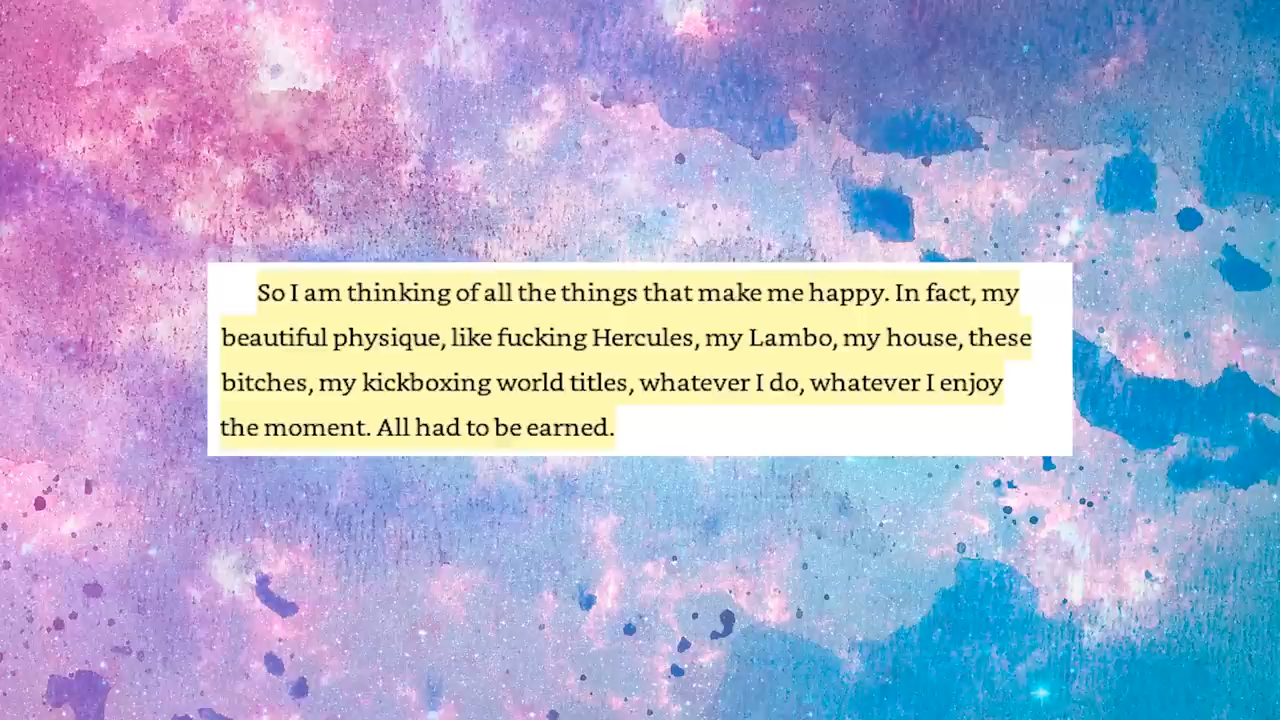 So I am thinking of all the things that make me happy. In fact, my
beautiful physique, like fucking Hercules, my Lambo, my house, these
bitches, my kickboxing world titles, whatever I do, whatever I enjoy
the moment. All had to be earned.